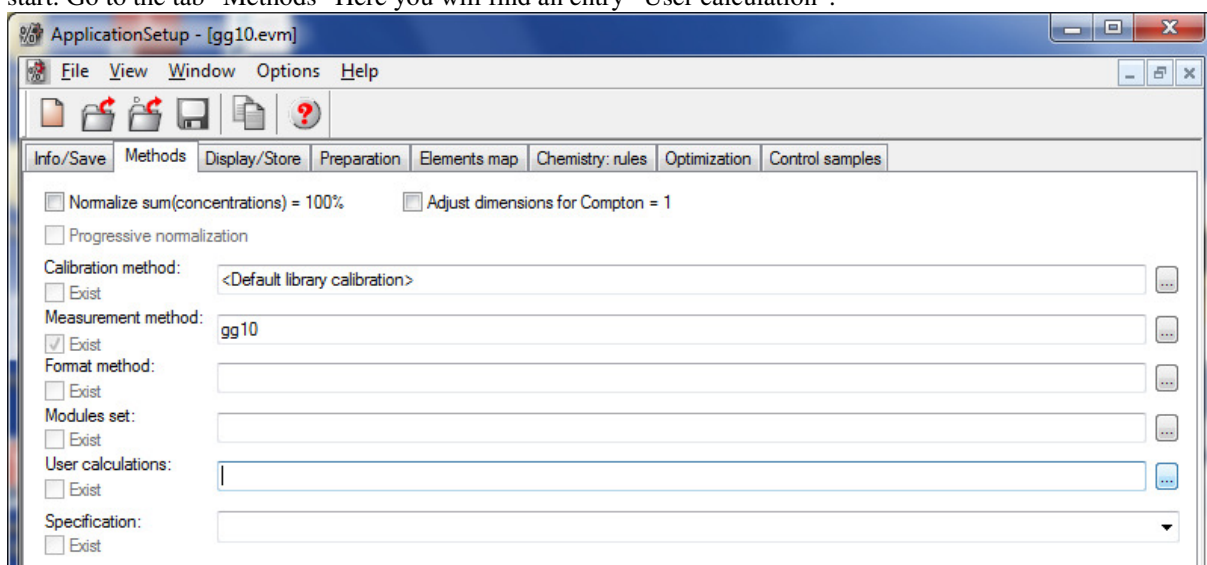 start. Go to the tab "Methods" Here you will find an entry "User calculation".
ApplicationSetup - [gg10.evm]
File View Window Options Help
Info/Save Methods Display/Store Preparation Elements map Chemistry: rules Optimization Control samples
Normalize sum(concentrations) = 100% Adjust dimensions for Compton = 1
Progressive normalization
Calibration method:
<Default library calibration> ...
Exist
Measurement method:
gg10 ...
Exist
Format method:
...
Exist
Modules set:
...
Exist
User calculations:
...
Exist
Specification:
Exist